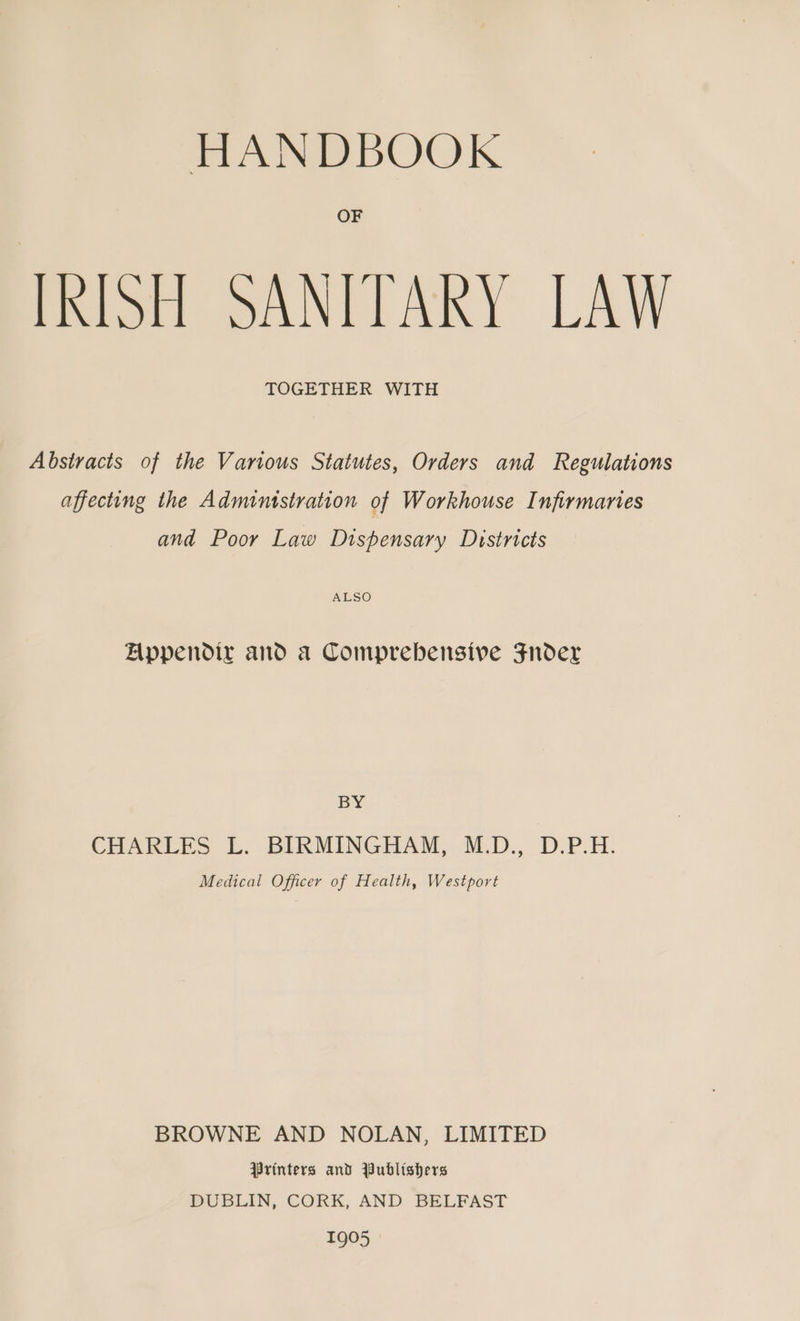 HANDBOOK
OF
IRISH SANITARY LAW
TOGETHER WITH
Abstracts of the Various Statutes, Orders and Regulations
affecting the Administration of Workhouse Infirmaries
and Poor Law Dispensary Districts
ALSO
Appendix and a Comprehensive Index
BY
CHARLES L. BIRMINGHAM, M.D., D.P.H.
Medical Officer of Health, Westport
BROWNE AND NOLAN, LIMITED
Printers and Publishers
DUBLIN, CORK, AND BELFAST
1905